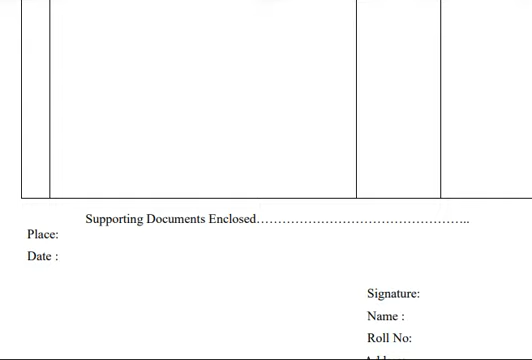 Supporting Documents Enclosed…………………………………………..
Place:
Date :
Signature:
Name :
Roll No: